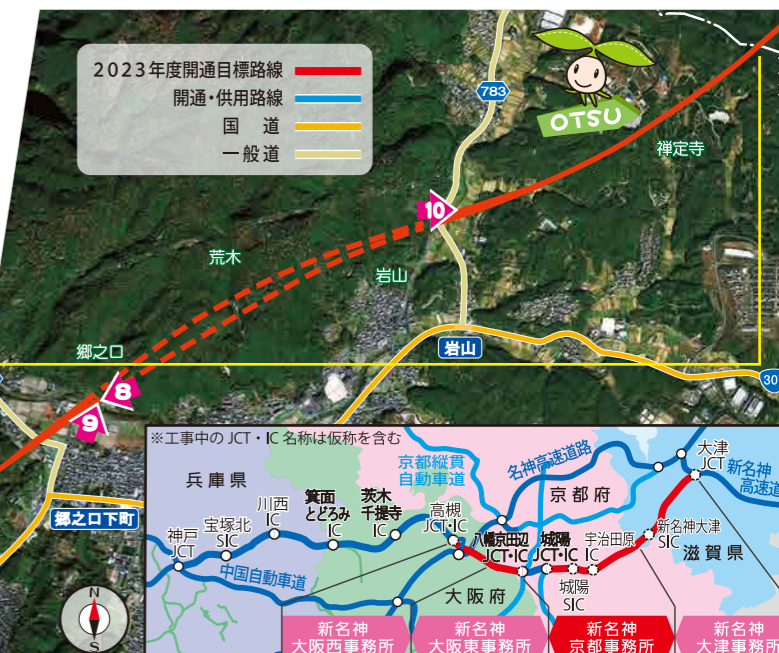 2023年度開通目標路線
開通・供用路線
国　道
一般道
783
OTSU
禅定寺
10
荒木
岩山
岩山
郷之口
8
9
30
郷之口下町
※工事中のJCT・IC名称は仮称を含む
兵庫県
京都縦貫
自動車道
名神高速道路
大津
JCT
新名神
高速道
京都府
箕面
とどろみ
IC
茨木
千提寺
IC
川西
IC
宝塚北
SIC
神戸
JCT
高槻
JCT・IC
八幡京田辺
JCT・IC
城陽
JCT・IC
宇治田原
IC
新名神大津
SIC
滋賀県
城陽
SIC
中国自動車道
大阪府
N
S
新名神
大阪西事務所
新名神
大阪東事務所
新名神
京都事務所
新名神
大津事務所